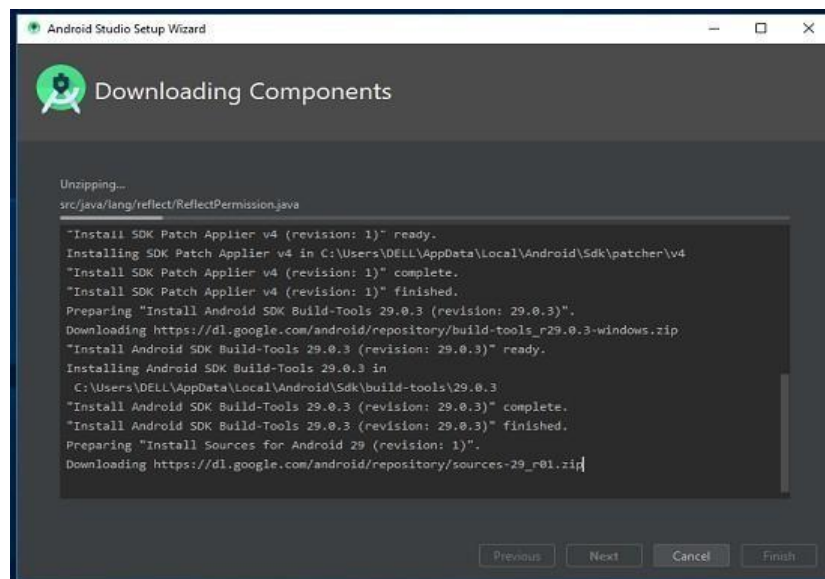 Android Studio Setup Wizard
Downloading Components
Unzipping...
src/java/lang/reflect/ReflectPermission.java
"Install SDK Patch Applier v4 (revision: 1)" ready.
Installing SDK Patch Applier v4 in C:\Users\DELL\AppData\Local\Android\Sdk\patcher\v4
"Install SDK Patch Applier v4 (revision: 1)" complete.
"Install SDK Patch Applier v4 (revision: 1)" finished.
Preparing "Install Android SDK Build-Tools 29.0.3 (revision: 29.0.3)".
Downloading https://dl.google.com/android/repository/build-tools_r29.0.3-windows.zip
"Install Android SDK Build-Tools 29.0.3 (revision: 29.0.3)" ready.
Installing Android SDK Build-Tools 29.0.3 in
C:\Users\DELL\AppData\Local\Android\Sdk\build-tools\29.0.3
"Install Android SDK Build-Tools 29.0.3 (revision: 29.0.3)" complete.
"Install Android SDK Build-Tools 29.0.3 (revision: 29.0.3)" finished.
Preparing "Install Sources for Android 29 (revision: 1)".
Downloading https://dl.google.com/android/repository/sources-29_r01.zip
Previous Next Cancel Finish